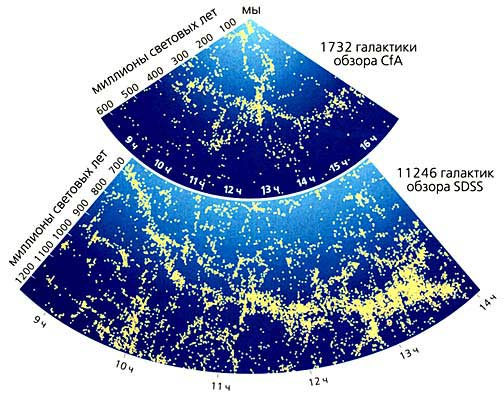 мы
миллионы световых лет
100
200
300
400
500
600
1732 галактики
обзора CfA
9 ч
10 ч
11 ч
12 ч
13 ч
14 ч
15 ч
16 ч
11246 галактик
обзора SDSS
миллионы световых лет
700
800
900
1000
1100
1200
9 ч
10 ч
11 ч
12 ч
13 ч
14 ч